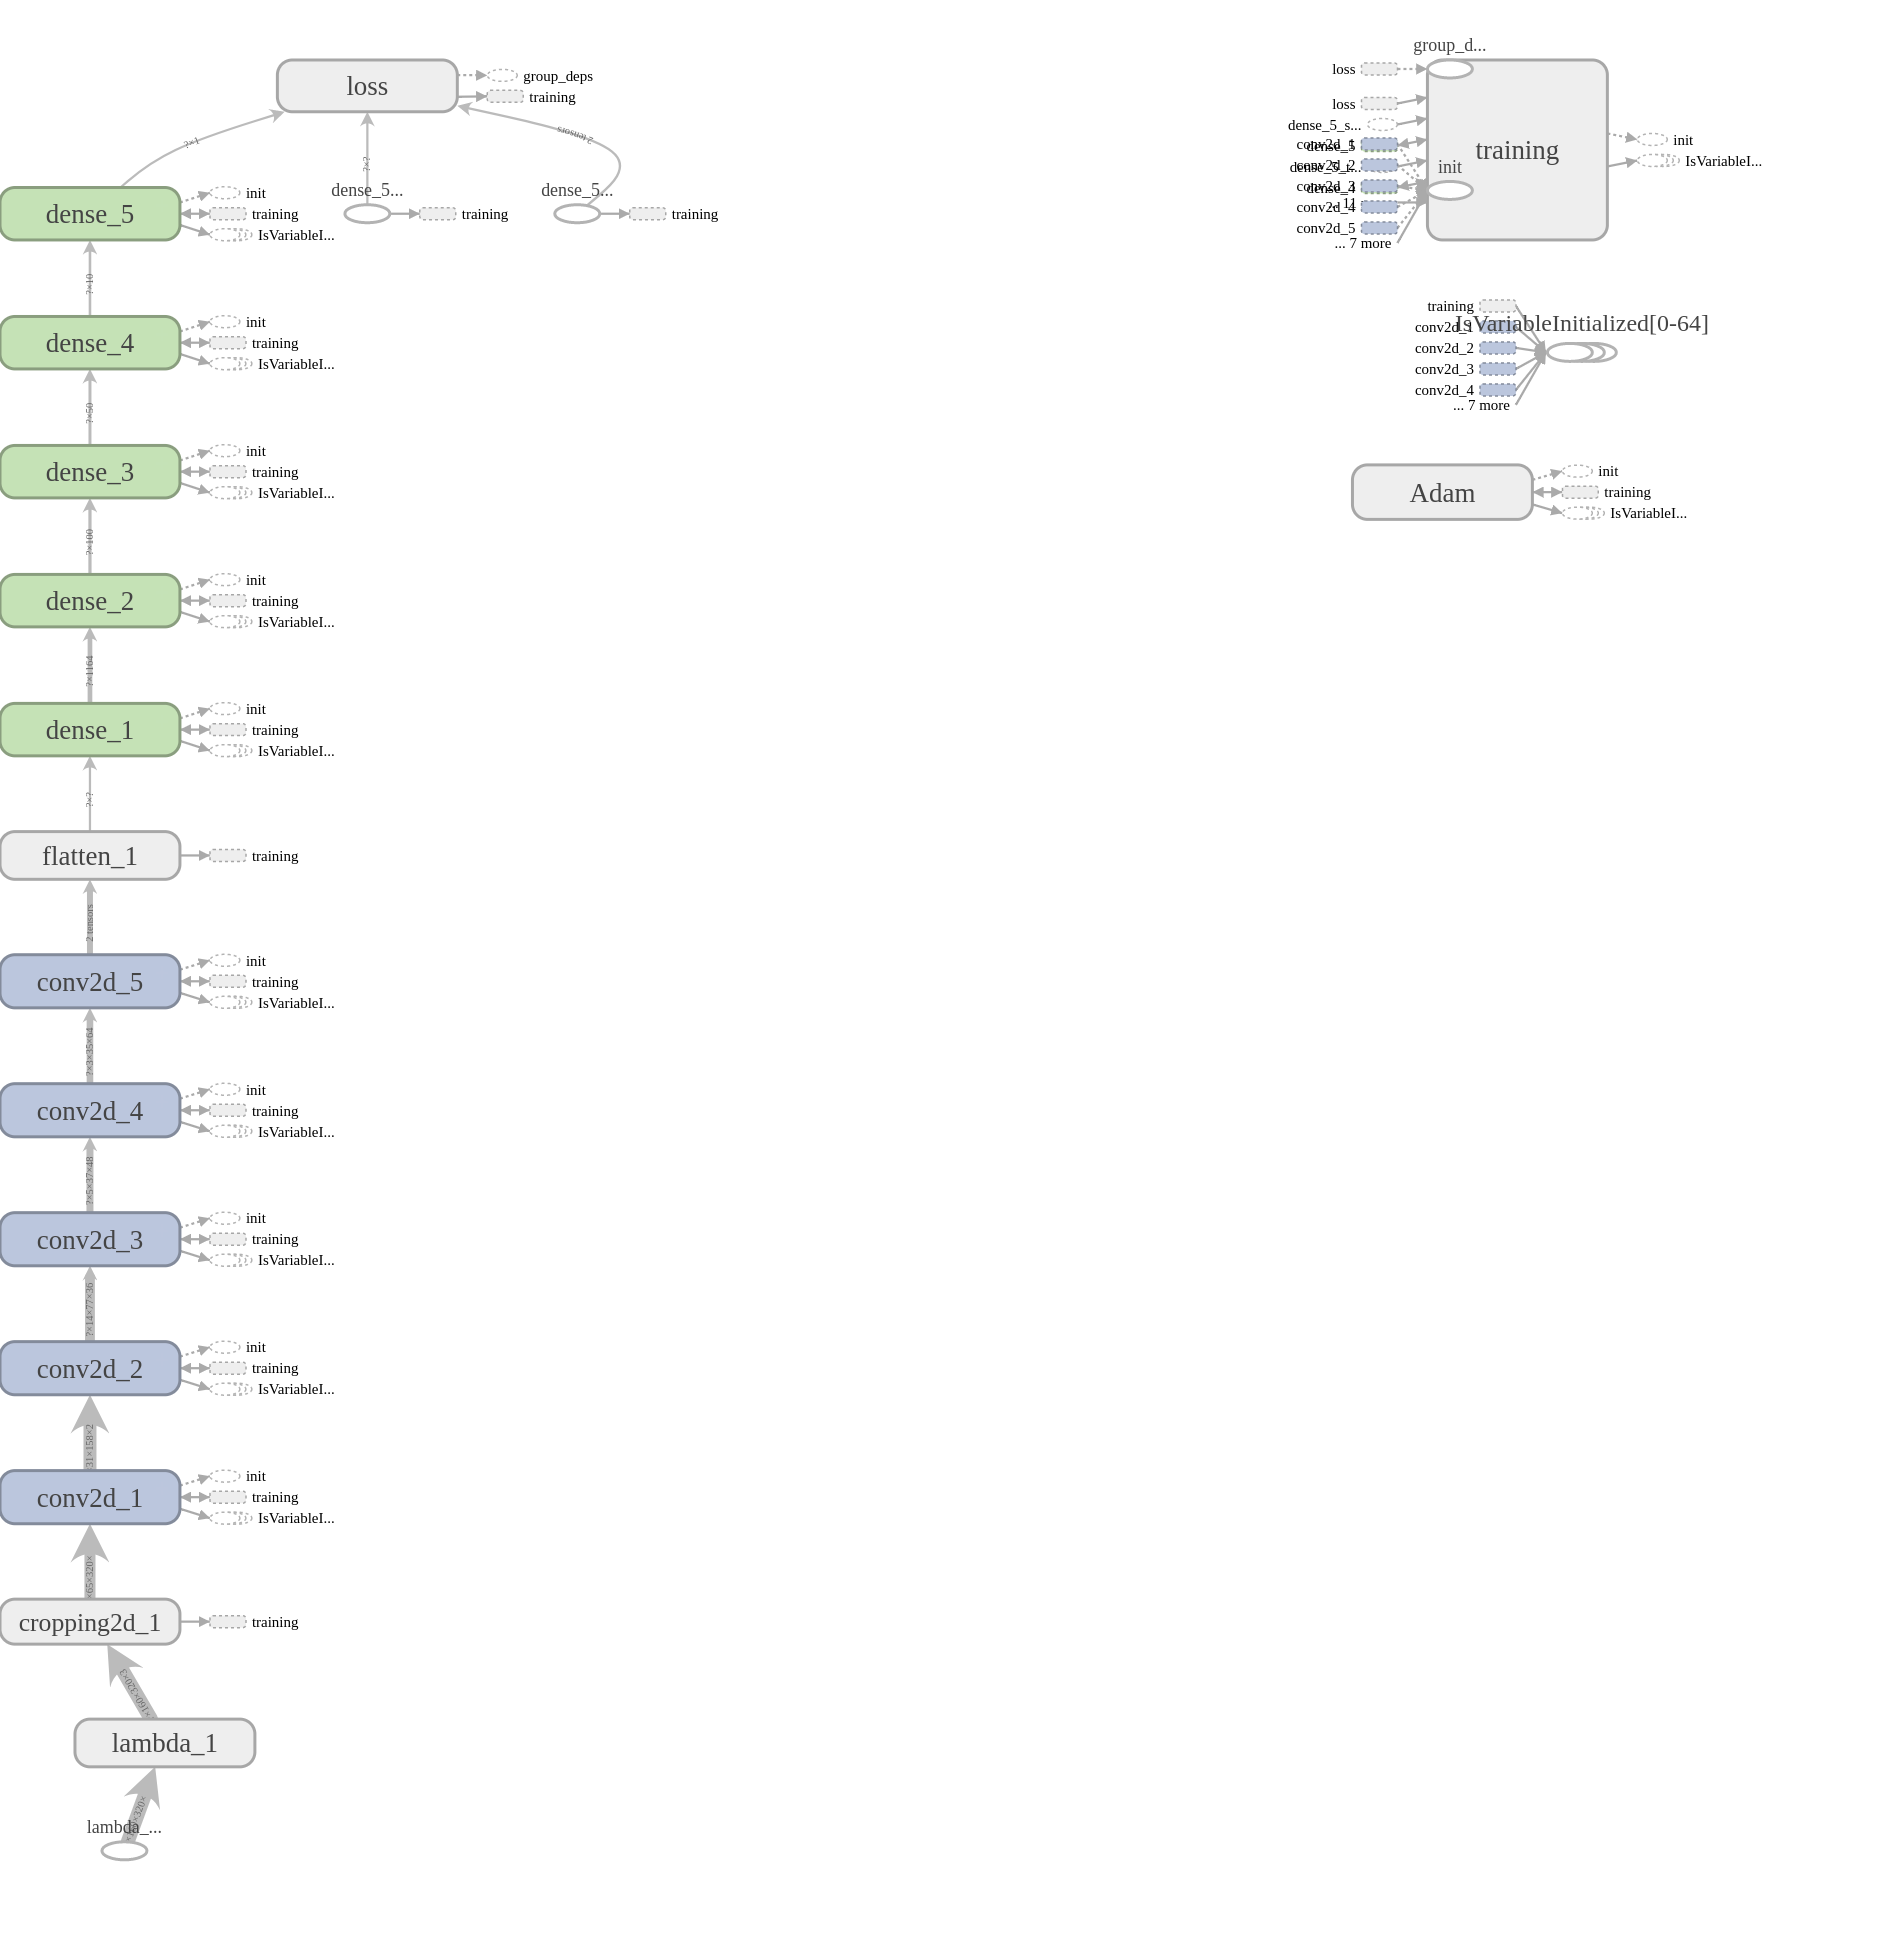 loss
group_deps
training
?×1
?×?
2 tensors
dense_5...
training
dense_5...
training
dense_5
init
training
IsVariableI...
?×10
dense_4
init
training
IsVariableI...
?×50
dense_3
init
training
IsVariableI...
?×100
dense_2
init
training
IsVariableI...
?×1164
dense_1
init
training
IsVariableI...
?×?
flatten_1
training
2 tensors
conv2d_5
init
training
IsVariableI...
?×3×35×64
conv2d_4
init
training
IsVariableI...
?×5×37×48
conv2d_3
init
training
IsVariableI...
?×14×77×36
conv2d_2
init
training
IsVariableI...
31×158×2
conv2d_1
init
training
IsVariableI...
×65×320×
cropping2d_1
training
×160×320×3
lambda_1
lambda_...
group_d...
loss
loss
dense_5_s...
conv2d_1
dense_5
conv2d_2
dense_5_t...
conv2d_3
dense_4
conv2d_4
... 11
conv2d_5
... 7 more
init
training
init
IsVariableI...
training
IsVariableInitialized[0-64]
conv2d_1
conv2d_2
conv2d_3
conv2d_4
... 7 more
Adam
init
training
IsVariableI...